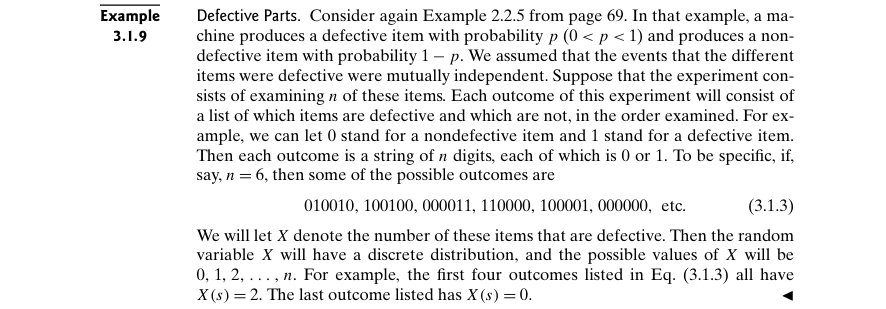 Example
3.1.9
Defective Parts. Consider again Example 2.2.5 from page 69. In that example, a ma-
chine produces a defective item with probability p (0 < p < 1) and produces a non-
defective item with probability 1 − p. We assumed that the events that the different
items were defective were mutually independent. Suppose that the experiment con-
sists of examining n of these items. Each outcome of this experiment will consist of
a list of which items are defective and which are not, in the order examined. For ex-
ample, we can let 0 stand for a nondefective item and 1 stand for a defective item.
Then each outcome is a string of n digits, each of which is 0 or 1. To be specific, if,
say, n = 6, then some of the possible outcomes are
010010, 100100, 000011, 110000, 100001, 000000, etc. (3.1.3)
We will let X denote the number of these items that are defective. Then the random
variable X will have a discrete distribution, and the possible values of X will be
0, 1, 2, . . . , n. For example, the first four outcomes listed in Eq. (3.1.3) all have
X(s) = 2. The last outcome listed has X(s) = 0. ◄